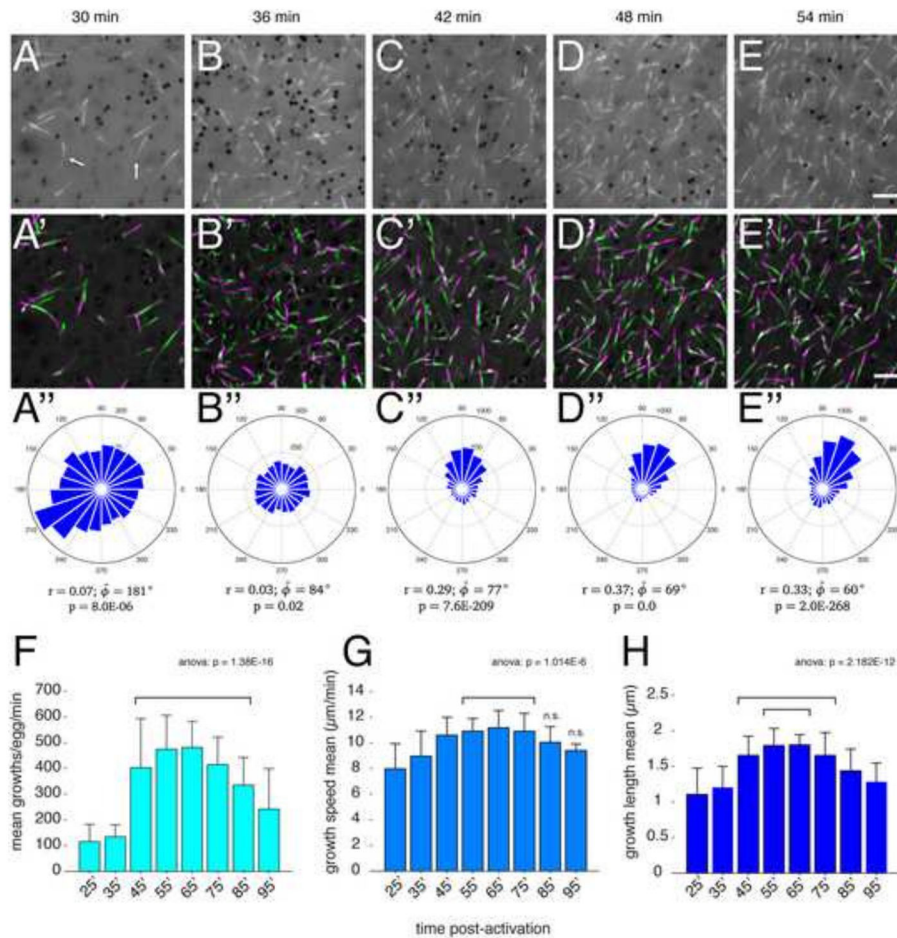 30 min 36 min 42 min 48 min 54 min
A B C D E
A' B' C' D' E'
A" B" C" D" E"
r = 0.07; ϕ̄ = 181° r = 0.03; ϕ̄ = 84° r = 0.29; ϕ̄ = 77° r = 0.37; ϕ̄ = 69° r = 0.33; ϕ̄ = 60°
p = 8.0E-06 p = 0.02 p = 7.6E-209 p = 0.0 p = 2.0E-268
F G H
anova: p = 1.38E-16 anova: p = 1.014E-6 anova: p = 2.182E-12
mean growths/egg/min
700
600
500
400
300
200
100
0
25' 35' 45' 55' 65' 75' 85' 95'
growth speed mean (μm/min)
14
12
10
8
6
4
2
0
n.s.
n.s.
25' 35' 45' 55' 65' 75' 85' 95'
growth length mean (μm)
2.5
2
1.5
1
0.5
0
25' 35' 45' 55' 65' 75' 85' 95'
time post-activation